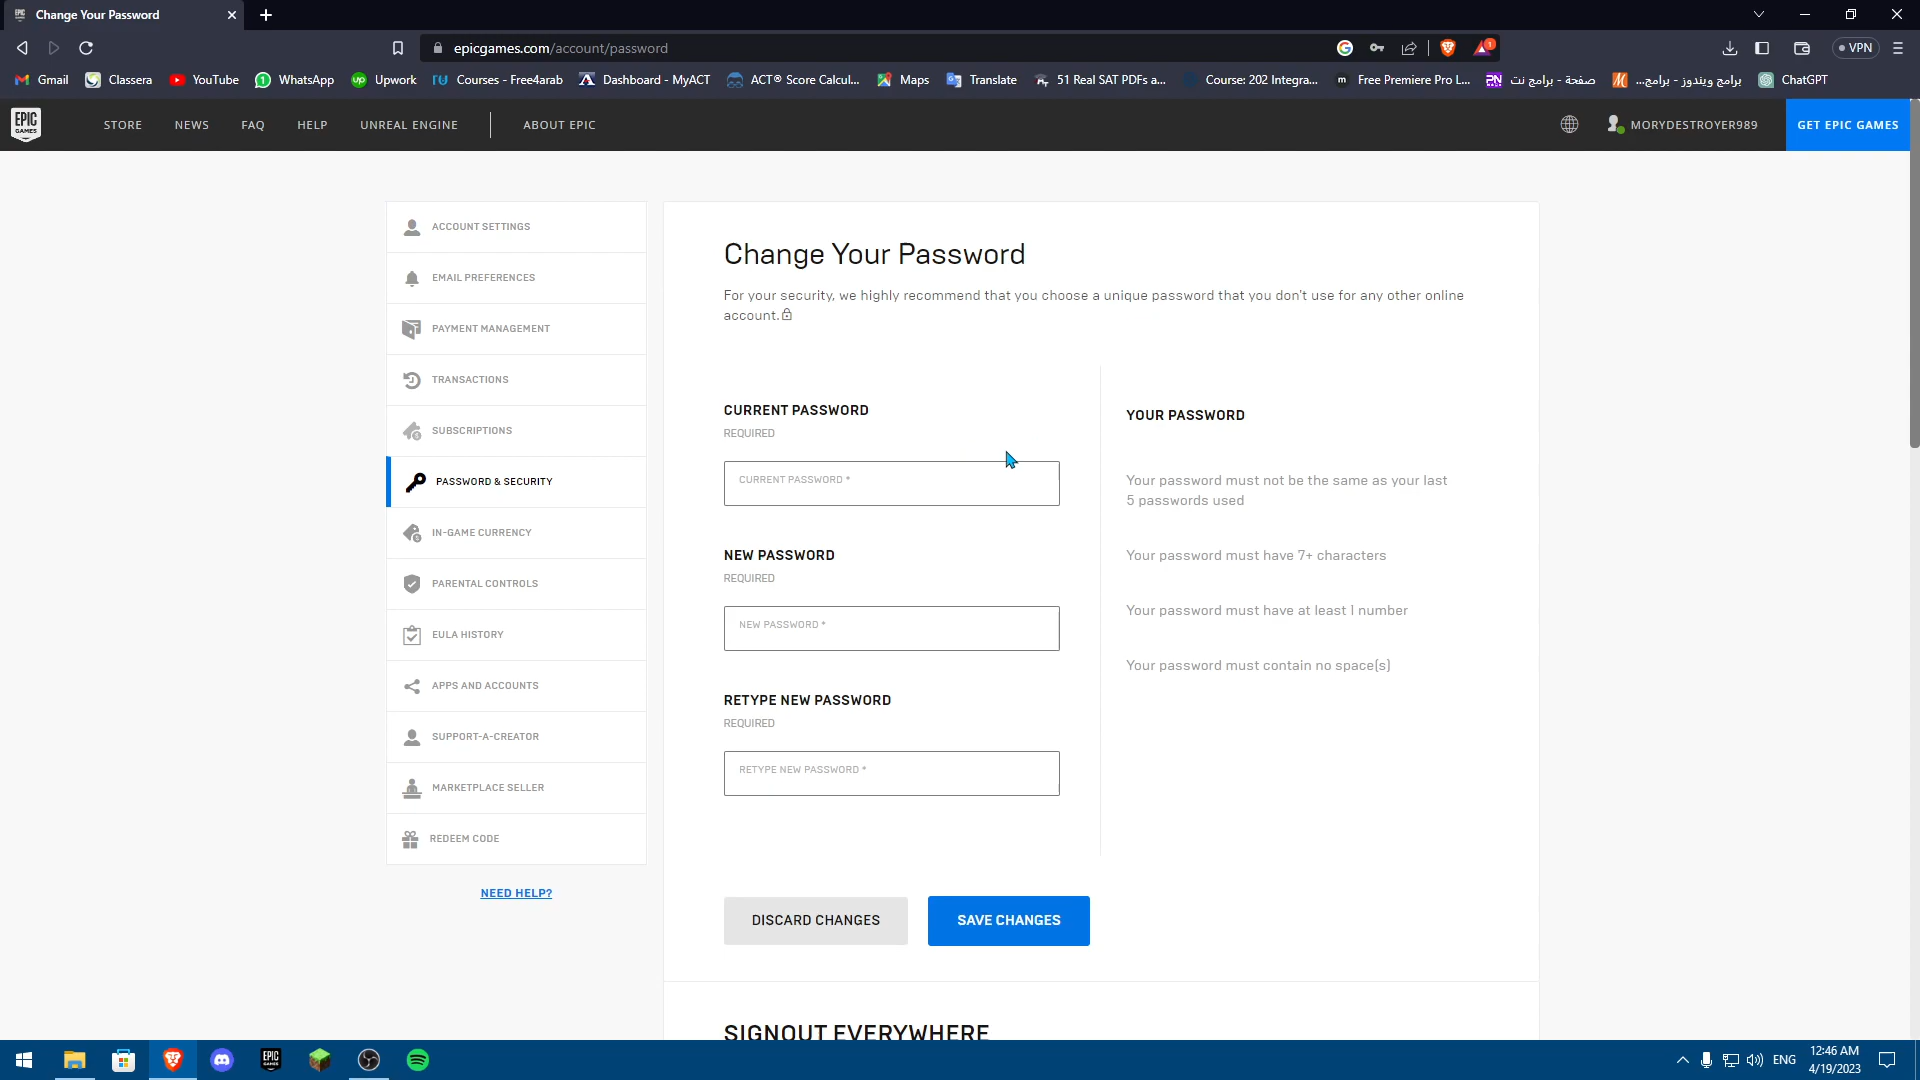 Change Your Password
epicgames.com/account/password
1
VPN
Gmail
Classera
YouTube
WhatsApp
Upwork
Courses - Free4arab
Dashboard - MyACT
ACT® Score Calcul...
Maps
Translate
51 Real SAT PDFs a...
Course: 202 Integra...
Free Premiere Pro L...
صفحة - برامج نت
برامج ويندوز - برامج...
ChatGPT
EPIC
GAMES
STORE
NEWS
FAQ
HELP
UNREAL ENGINE
ABOUT EPIC
MORYDESTROYER989
GET EPIC GAMES
ACCOUNT SETTINGS
EMAIL PREFERENCES
PAYMENT MANAGEMENT
TRANSACTIONS
SUBSCRIPTIONS
PASSWORD & SECURITY
IN-GAME CURRENCY
PARENTAL CONTROLS
EULA HISTORY
APPS AND ACCOUNTS
SUPPORT-A-CREATOR
MARKETPLACE SELLER
REDEEM CODE
NEED HELP?
Change Your Password
For your security, we highly recommend that you choose a unique password that you don't use for any other online
account.
CURRENT PASSWORD
REQUIRED
CURRENT PASSWORD *
NEW PASSWORD
REQUIRED
NEW PASSWORD *
RETYPE NEW PASSWORD
REQUIRED
RETYPE NEW PASSWORD *
YOUR PASSWORD
Your password must not be the same as your last
5 passwords used
Your password must have 7+ characters
Your password must have at least 1 number
Your password must contain no space(s)
DISCARD CHANGES
SAVE CHANGES
SIGNOUT EVERYWHERE
EPIC
GAMES
ENG
12:46 AM
4/19/2023